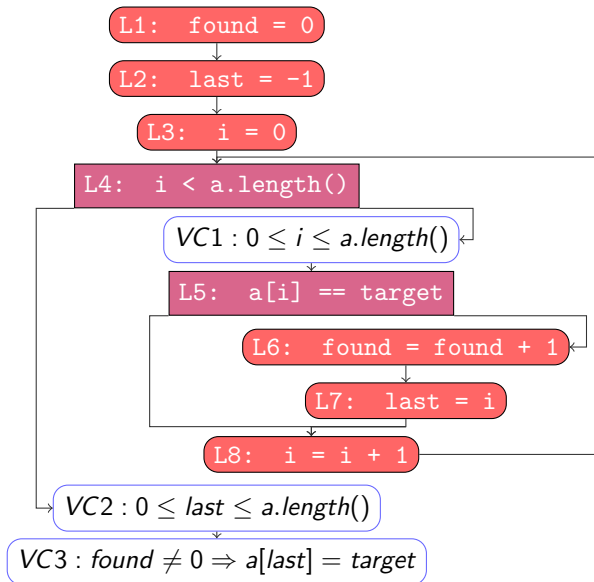 L1: found = 0
L2: last = -1
L3: i = 0
L4: i < a.length()
VC1 : 0 ≤ i ≤ a.length()
L5: a[i] == target
L6: found = found + 1
L7: last = i
L8: i = i + 1
VC2 : 0 ≤ last ≤ a.length()
VC3 : found ≠ 0 ⇒ a[last] = target